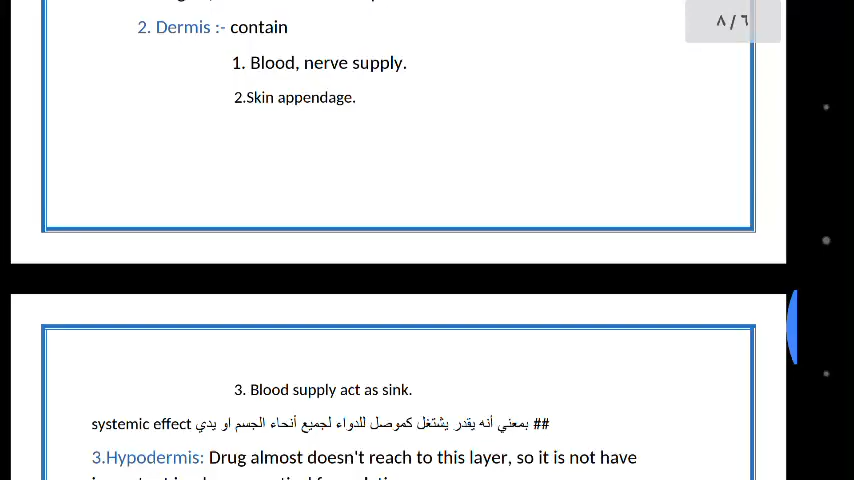 2. Dermis :- contain
٨/٦
1. Blood, nerve supply.
2.Skin appendage.
3. Blood supply act as sink.
## بمعني أنه يقدر يشتغل كموصل للدواء لجميع أنحاء الجسم او يدي systemic effect
3.Hypodermis: Drug almost doesn't reach to this layer, so it is not have